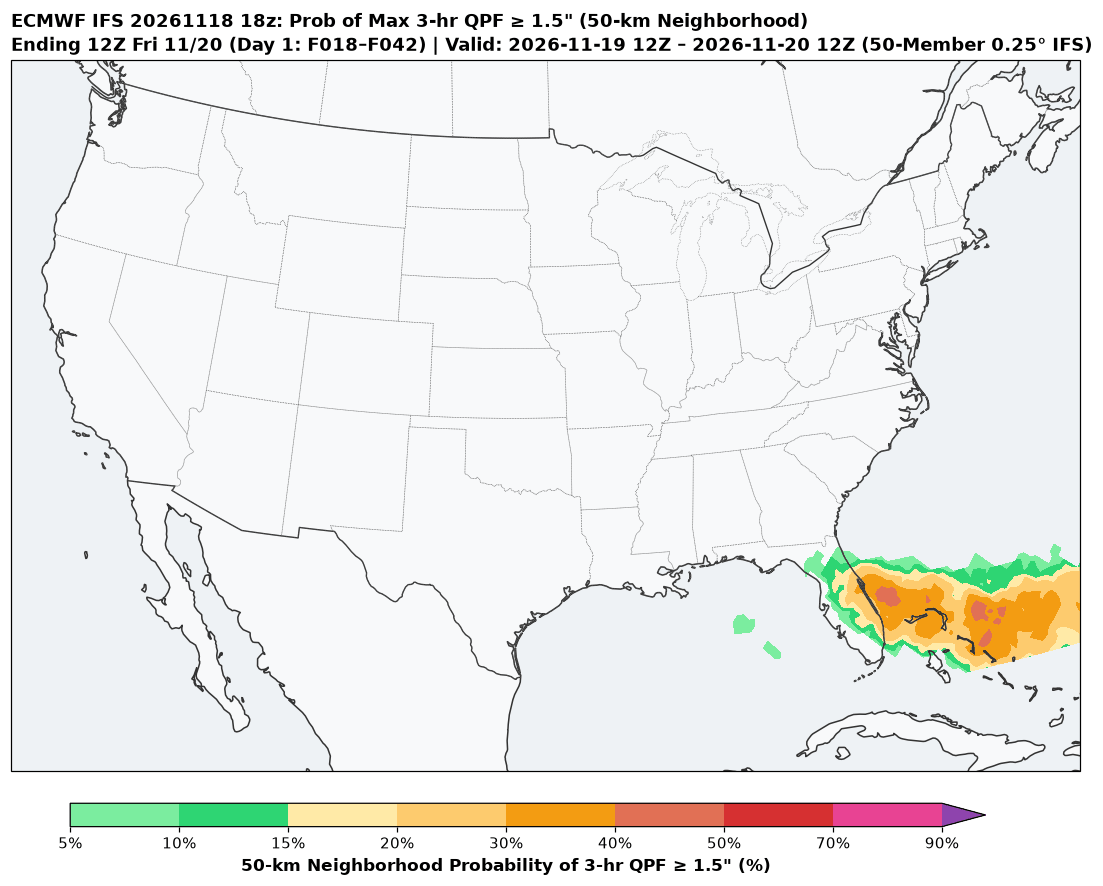 ECMWF IFS 20261118 18z: Prob of Max 3-hr QPF ≥ 1.5" (50-km Neighborhood)
Ending 12Z Fri 11/20 (Day 1: F018–F042) | Valid: 2026-11-19 12Z – 2026-11-20 12Z (50-Member 0.25° IFS)
5% 10% 15% 20% 30% 40% 50% 70% 90%
50-km Neighborhood Probability of 3-hr QPF ≥ 1.5" (%)